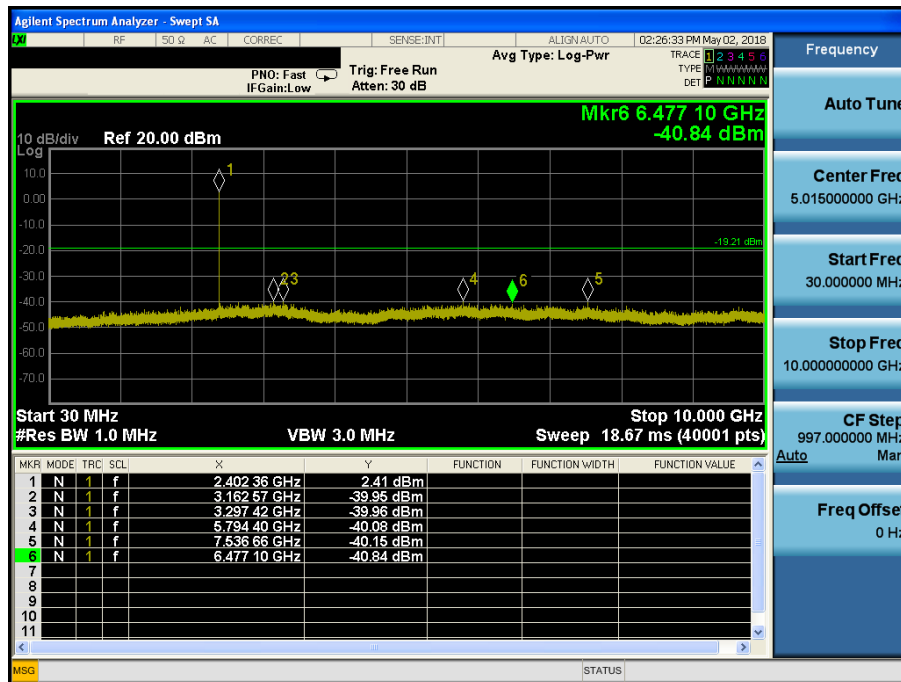 Agilent Spectrum Analyzer - Swept SA
LXI RF 50 Ω AC CORREC SENSE:INT ALIGN AUTO 02:26:33 PM May 02, 2018
Avg Type: Log-Pwr
TRACE 1 2 3 4 5 6
TYPE M W W W W W
DET P N N N N N
PNO: Fast Trig: Free Run
IFGain:Low Atten: 30 dB
Mkr6 6.477 10 GHz
-40.84 dBm
10 dB/div Ref 20.00 dBm
Log
10.0
0.00
-10.0
-20.0
-30.0
-40.0
-50.0
-60.0
-70.0
1
2 3 4 6 5
-19.21 dBm
Start 30 MHz Stop 10.000 GHz
#Res BW 1.0 MHz VBW 3.0 MHz Sweep 18.67 ms (40001 pts)
MKR MODE TRC SCL X Y FUNCTION FUNCTION WIDTH FUNCTION VALUE
1 N 1 f 2.402 36 GHz 2.41 dBm
2 N 1 f 3.162 57 GHz -39.95 dBm
3 N 1 f 3.297 42 GHz -39.96 dBm
4 N 1 f 5.794 40 GHz -40.08 dBm
5 N 1 f 7.536 66 GHz -40.15 dBm
6 N 1 f 6.477 10 GHz -40.84 dBm
7
8
9
10
11
MSG STATUS
Frequency
Auto Tune
Center Freq
5.015000000 GHz
Start Freq
30.000000 MHz
Stop Freq
10.000000000 GHz
CF Step
997.000000 MHz
Auto Man
Freq Offset
0 Hz